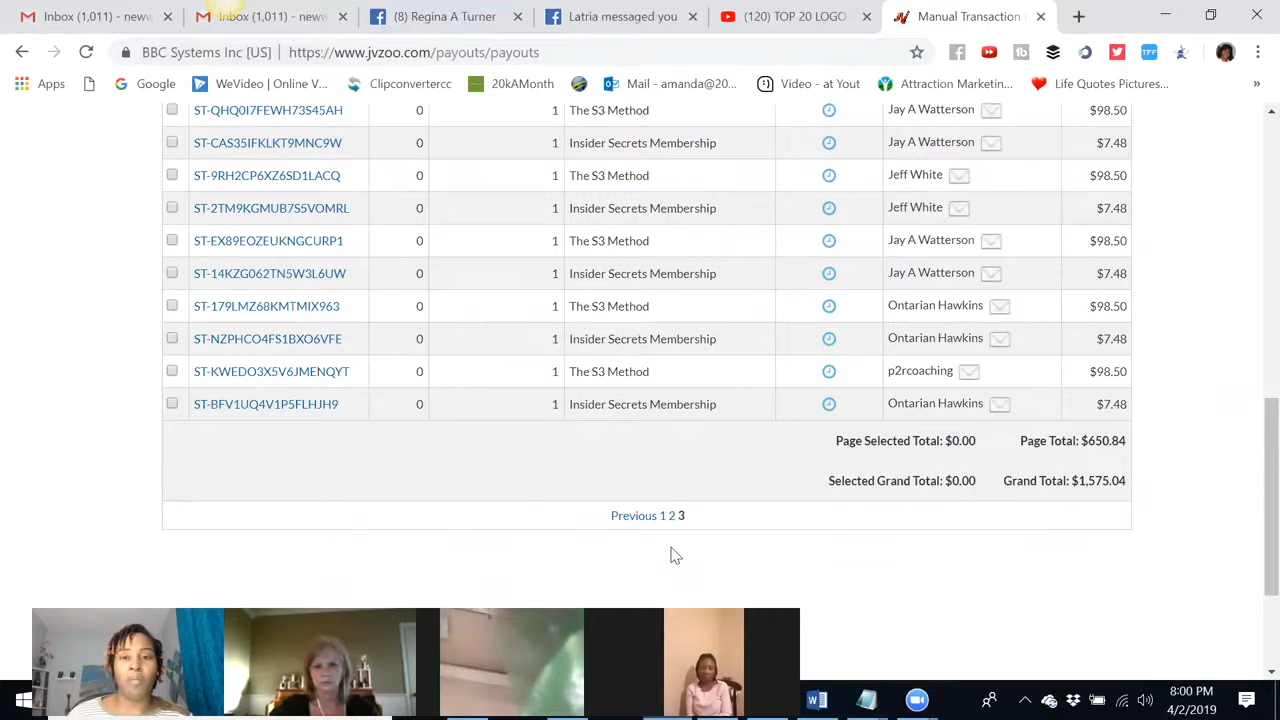 Inbox (1,011) - neww
Inbox (1,011) - neww
(8) Regina A Turner
Latria messaged you
(120) TOP 20 LOGO
Manual Transaction
BBC Systems Inc [US] https://www.jvzoo.com/payouts/payouts
Apps
Google
WeVideo | Online V...
Clipconvertercc
20kAMonth
Mail - amanda@20...
Video - at Yout
Attraction Marketin...
Life Quotes Pictures...
»
ST-QHQ0I7FEWH73S45AH 0 1 The S3 Method Jay A Watterson $98.50
ST-CAS35IFKLKT9MNC9W 0 1 Insider Secrets Membership Jay A Watterson $7.48
ST-9RH2CP6XZ6SD1LACQ 0 1 The S3 Method Jeff White $98.50
ST-2TM9KGMUB7S5VOMRL 0 1 Insider Secrets Membership Jeff White $7.48
ST-EX89EOZEUKNGCURP1 0 1 The S3 Method Jay A Watterson $98.50
ST-14KZG062TN5W3L6UW 0 1 Insider Secrets Membership Jay A Watterson $7.48
ST-179LMZ68KMTMIX963 0 1 The S3 Method Ontarian Hawkins $98.50
ST-NZPHCO4FS1BXO6VFE 0 1 Insider Secrets Membership Ontarian Hawkins $7.48
ST-KWEDO3X5V6JMENQYT 0 1 The S3 Method p2rcoaching $98.50
ST-BFV1UQ4V1P5FLHJH9 0 1 Insider Secrets Membership Ontarian Hawkins $7.48
Page Selected Total: $0.00 Page Total: $650.84
Selected Grand Total: $0.00 Grand Total: $1,575.04
Previous 1 2 3
8:00 PM
4/2/2019